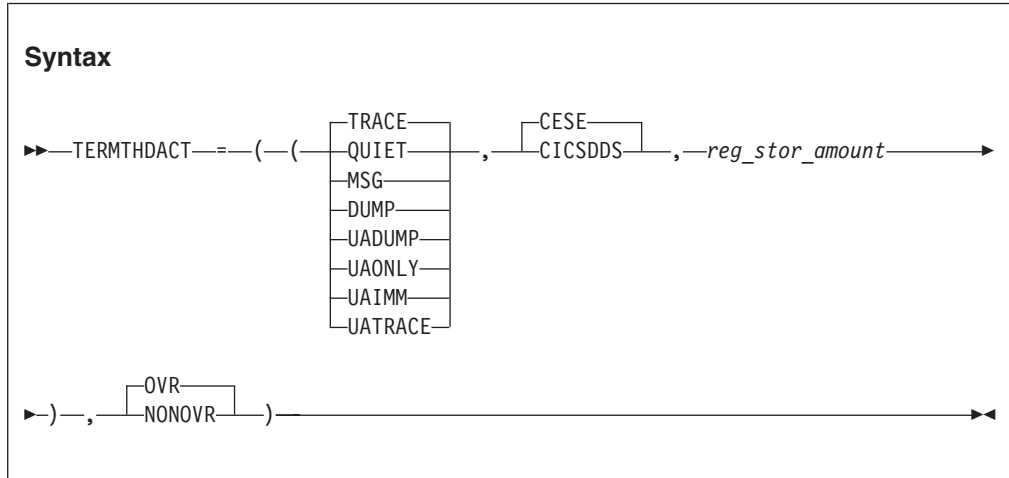 Syntax
TRACE CESE
TERMTHDACT = ( ( QUIET , CICSDDS , reg_stor_amount
MSG
DUMP
UADUMP
UAONLY
UAIMM
UATRACE
OVR
) , NONOVR )